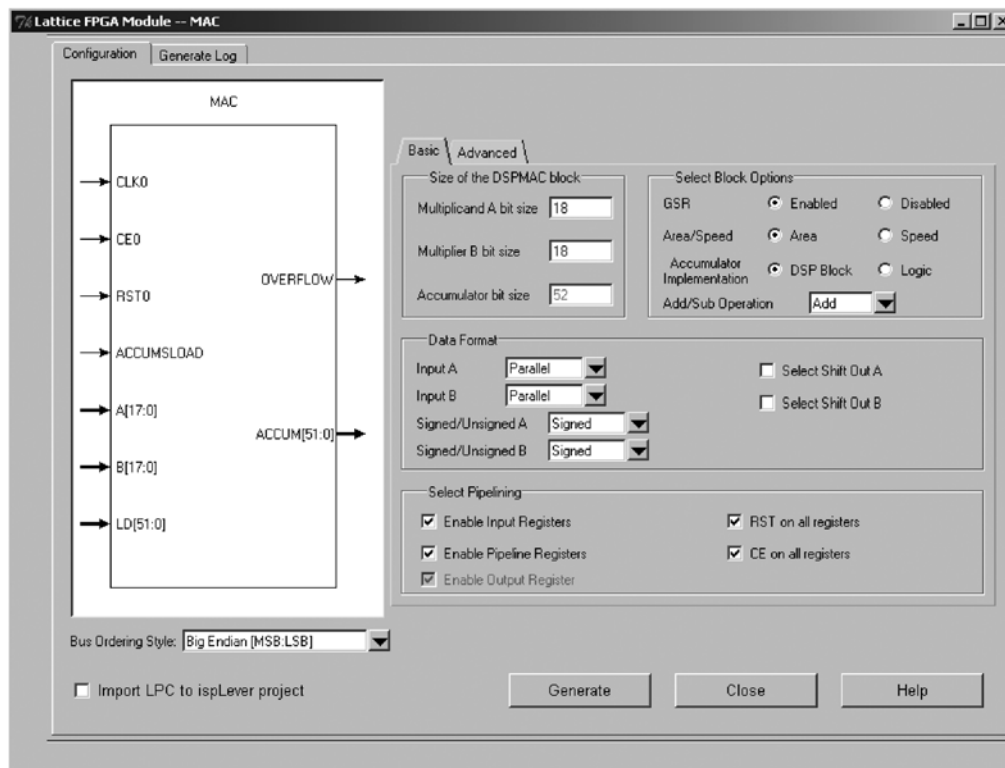 Lattice FPGA Module -- MAC
Configuration
Generate Log
MAC
CLK0
CE0
RST0
ACCUMSLOAD
A[17:0]
B[17:0]
LD[51:0]
OVERFLOW
ACCUM[51:0]
Bus Ordering Style: Big Endian [MSB:LSB]
Basic
Advanced
Size of the DSPMAC block
Multiplicand A bit size 18
Multiplier B bit size 18
Accumulator bit size 52
Select Block Options
GSR Enabled Disabled
Area/Speed Area Speed
Accumulator
Implementation DSP Block Logic
Add/Sub Operation Add
Data Format
Input A Parallel Select Shift Out A
Input B Parallel Select Shift Out B
Signed/Unsigned A Signed
Signed/Unsigned B Signed
Select Pipelining
Enable Input Registers RST on all registers
Enable Pipeline Registers CE on all registers
Enable Output Register
Import LPC to ispLever project
Generate Close Help